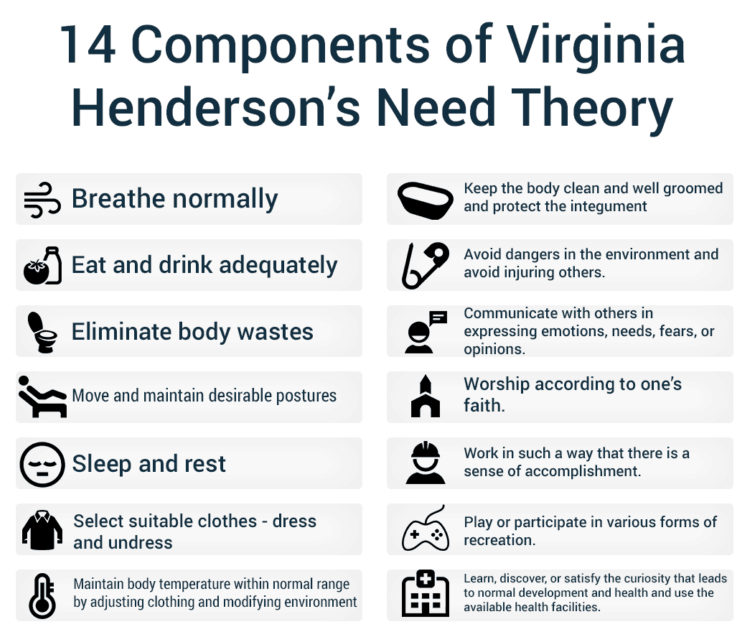 14 Components of Virginia
Henderson's Need Theory
Breathe normally
Eat and drink adequately
Eliminate body wastes
Move and maintain desirable postures
Sleep and rest
Select suitable clothes - dress
and undress
Maintain body temperature within normal range
by adjusting clothing and modifying environment
Keep the body clean and well groomed
and protect the integument
Avoid dangers in the environment and
avoid injuring others.
Communicate with others in
expressing emotions, needs, fears, or
opinions.
Worship according to one's
faith.
Work in such a way that there is a
sense of accomplishment.
Play or participate in various forms of
recreation.
Learn, discover, or satisfy the curiosity that leads
to normal development and health and use the
available health facilities.